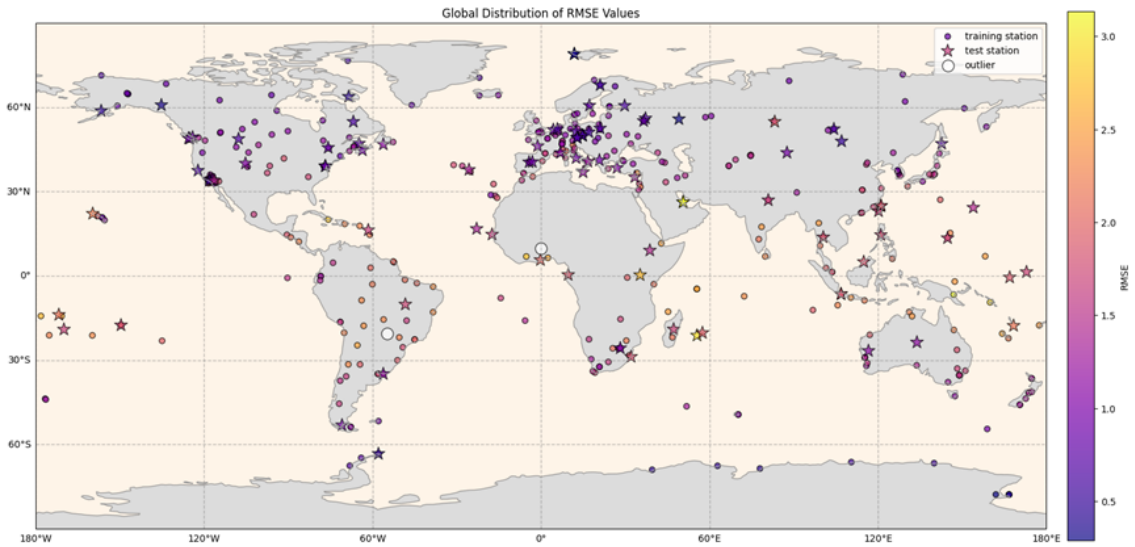 Global Distribution of RMSE Values
training station
test station
outlier
60°N
30°N
0°
30°S
60°S
180°W
120°W
60°W
0°
60°E
120°E
180°E
3.0
2.5
2.0
1.5
1.0
0.5
RMSE